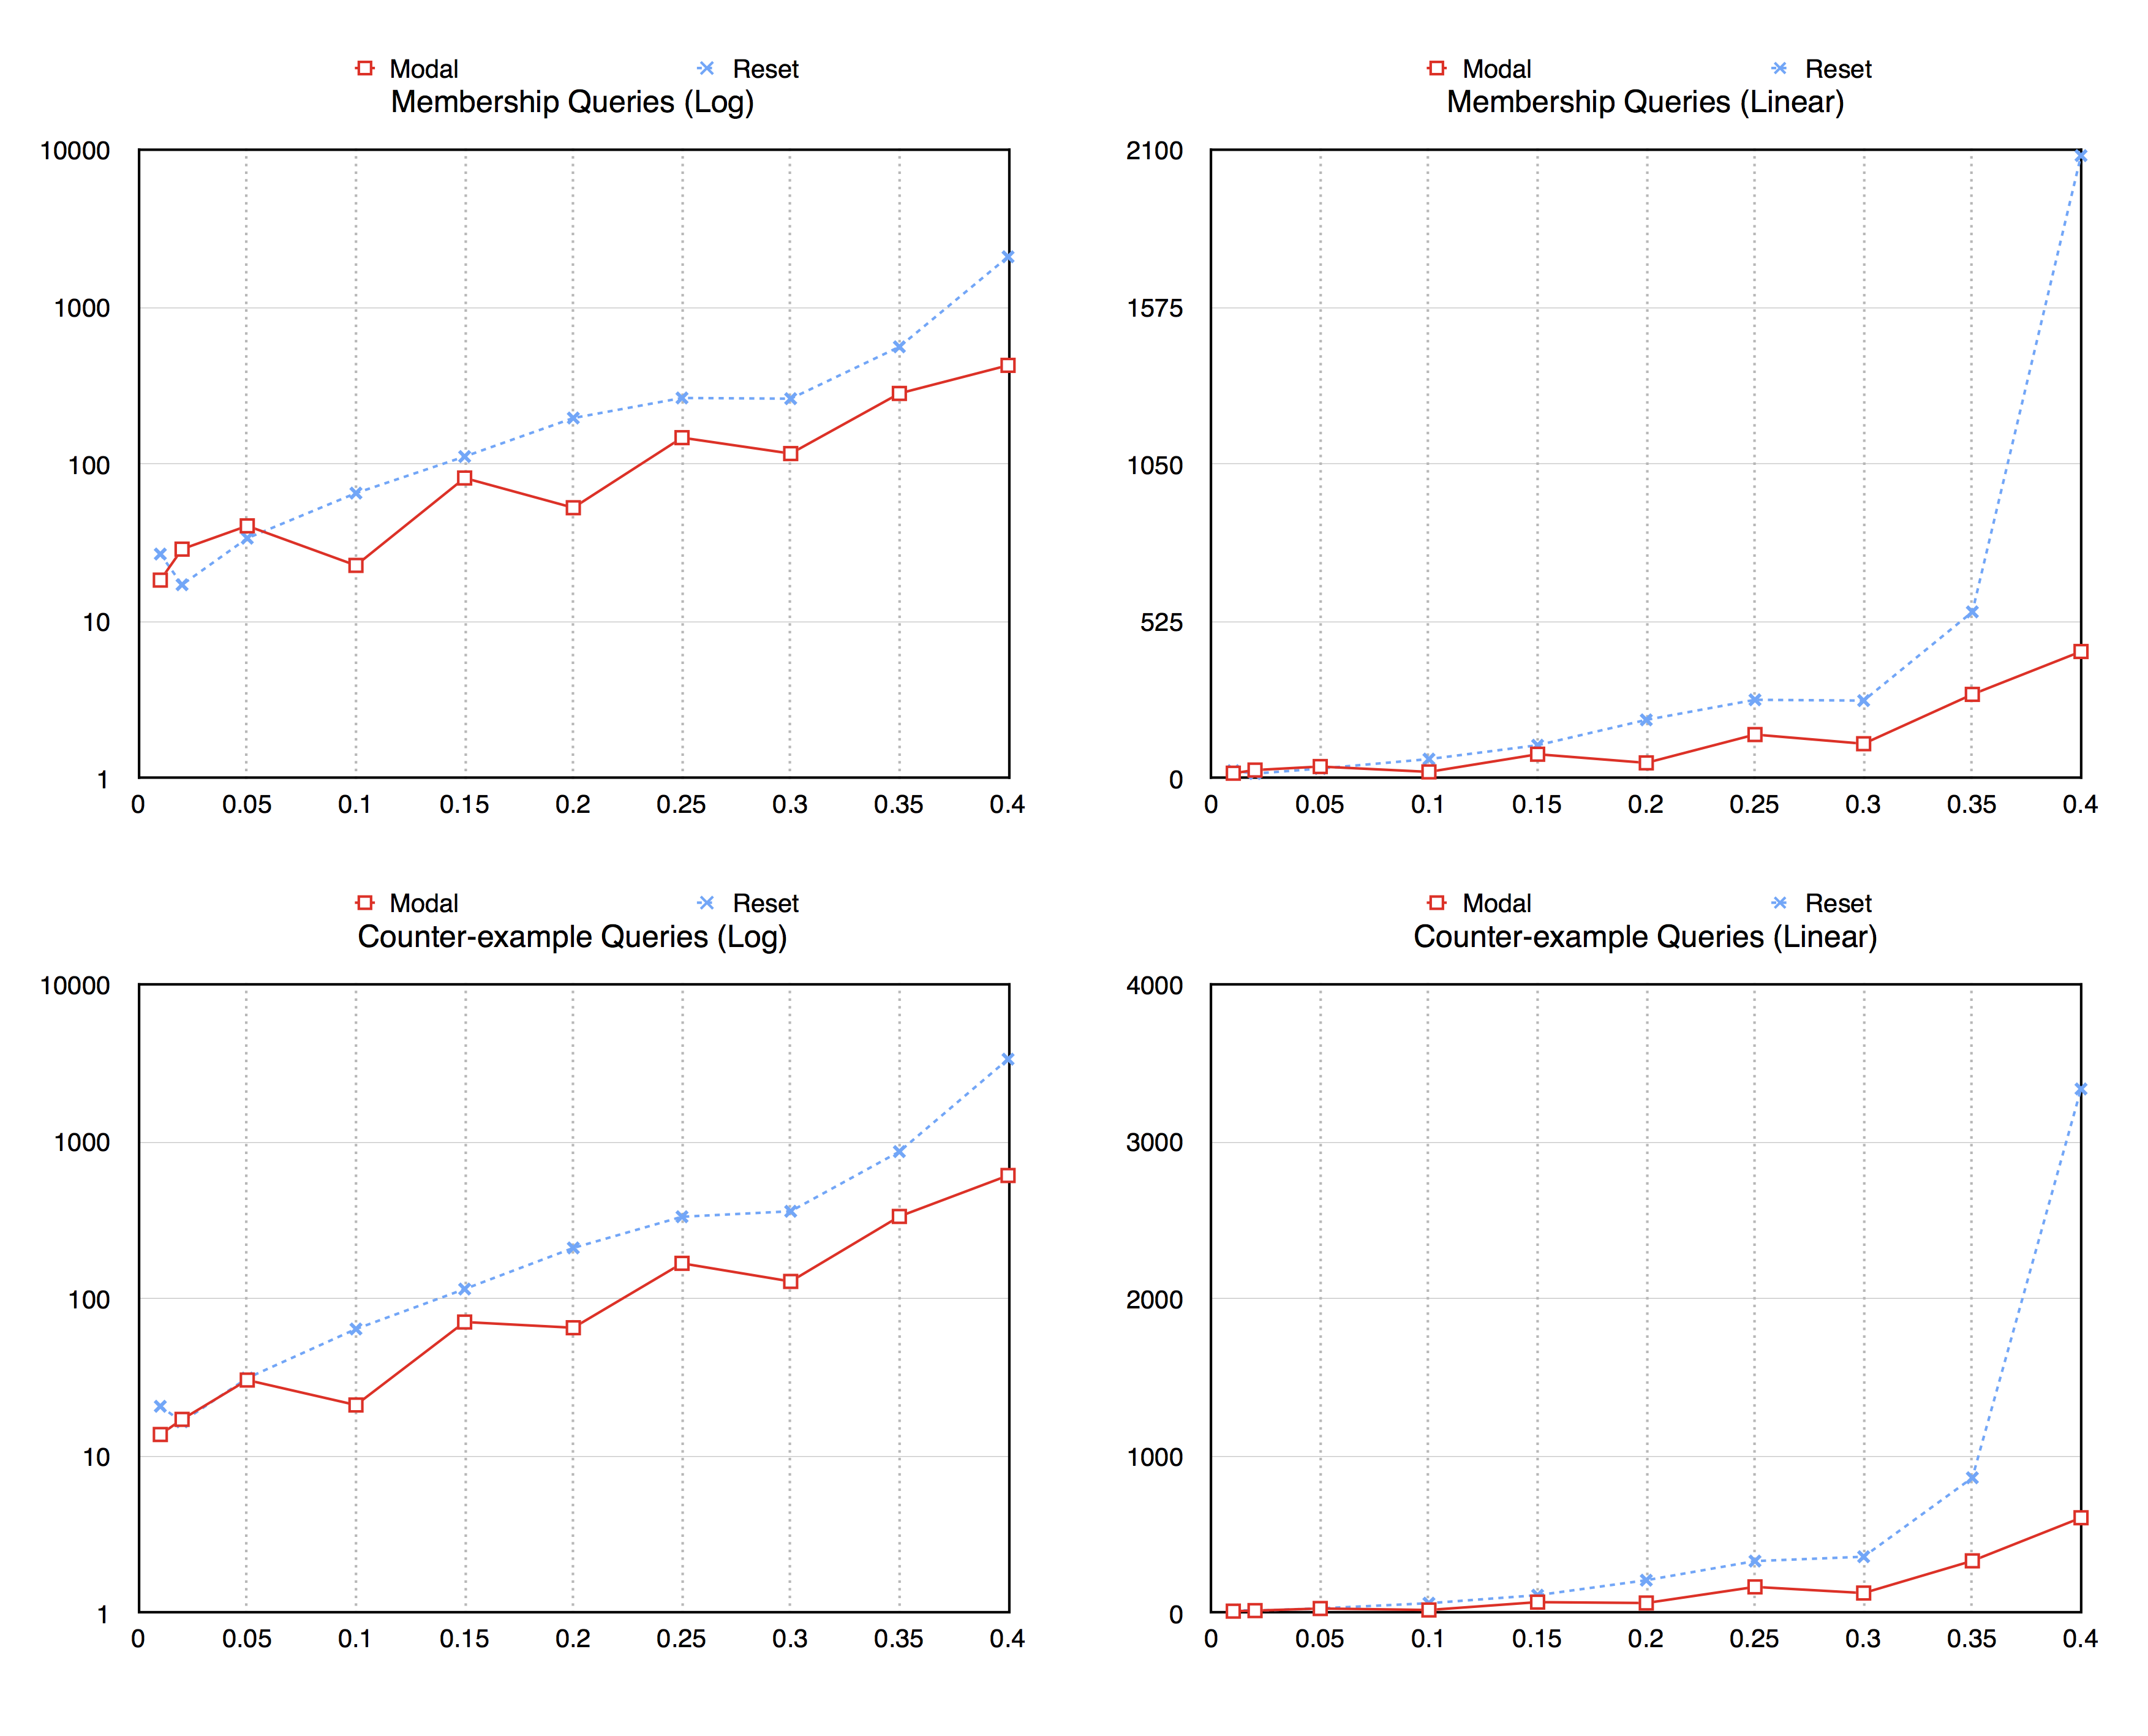 Modal Reset
Membership Queries (Log)
10000
1000
100
10
1
0 0.05 0.1 0.15 0.2 0.25 0.3 0.35 0.4
Modal Reset
Membership Queries (Linear)
2100
1575
1050
525
0
0 0.05 0.1 0.15 0.2 0.25 0.3 0.35 0.4
Modal Reset
Counter-example Queries (Log)
10000
1000
100
10
1
0 0.05 0.1 0.15 0.2 0.25 0.3 0.35 0.4
Modal Reset
Counter-example Queries (Linear)
4000
3000
2000
1000
0
0 0.05 0.1 0.15 0.2 0.25 0.3 0.35 0.4